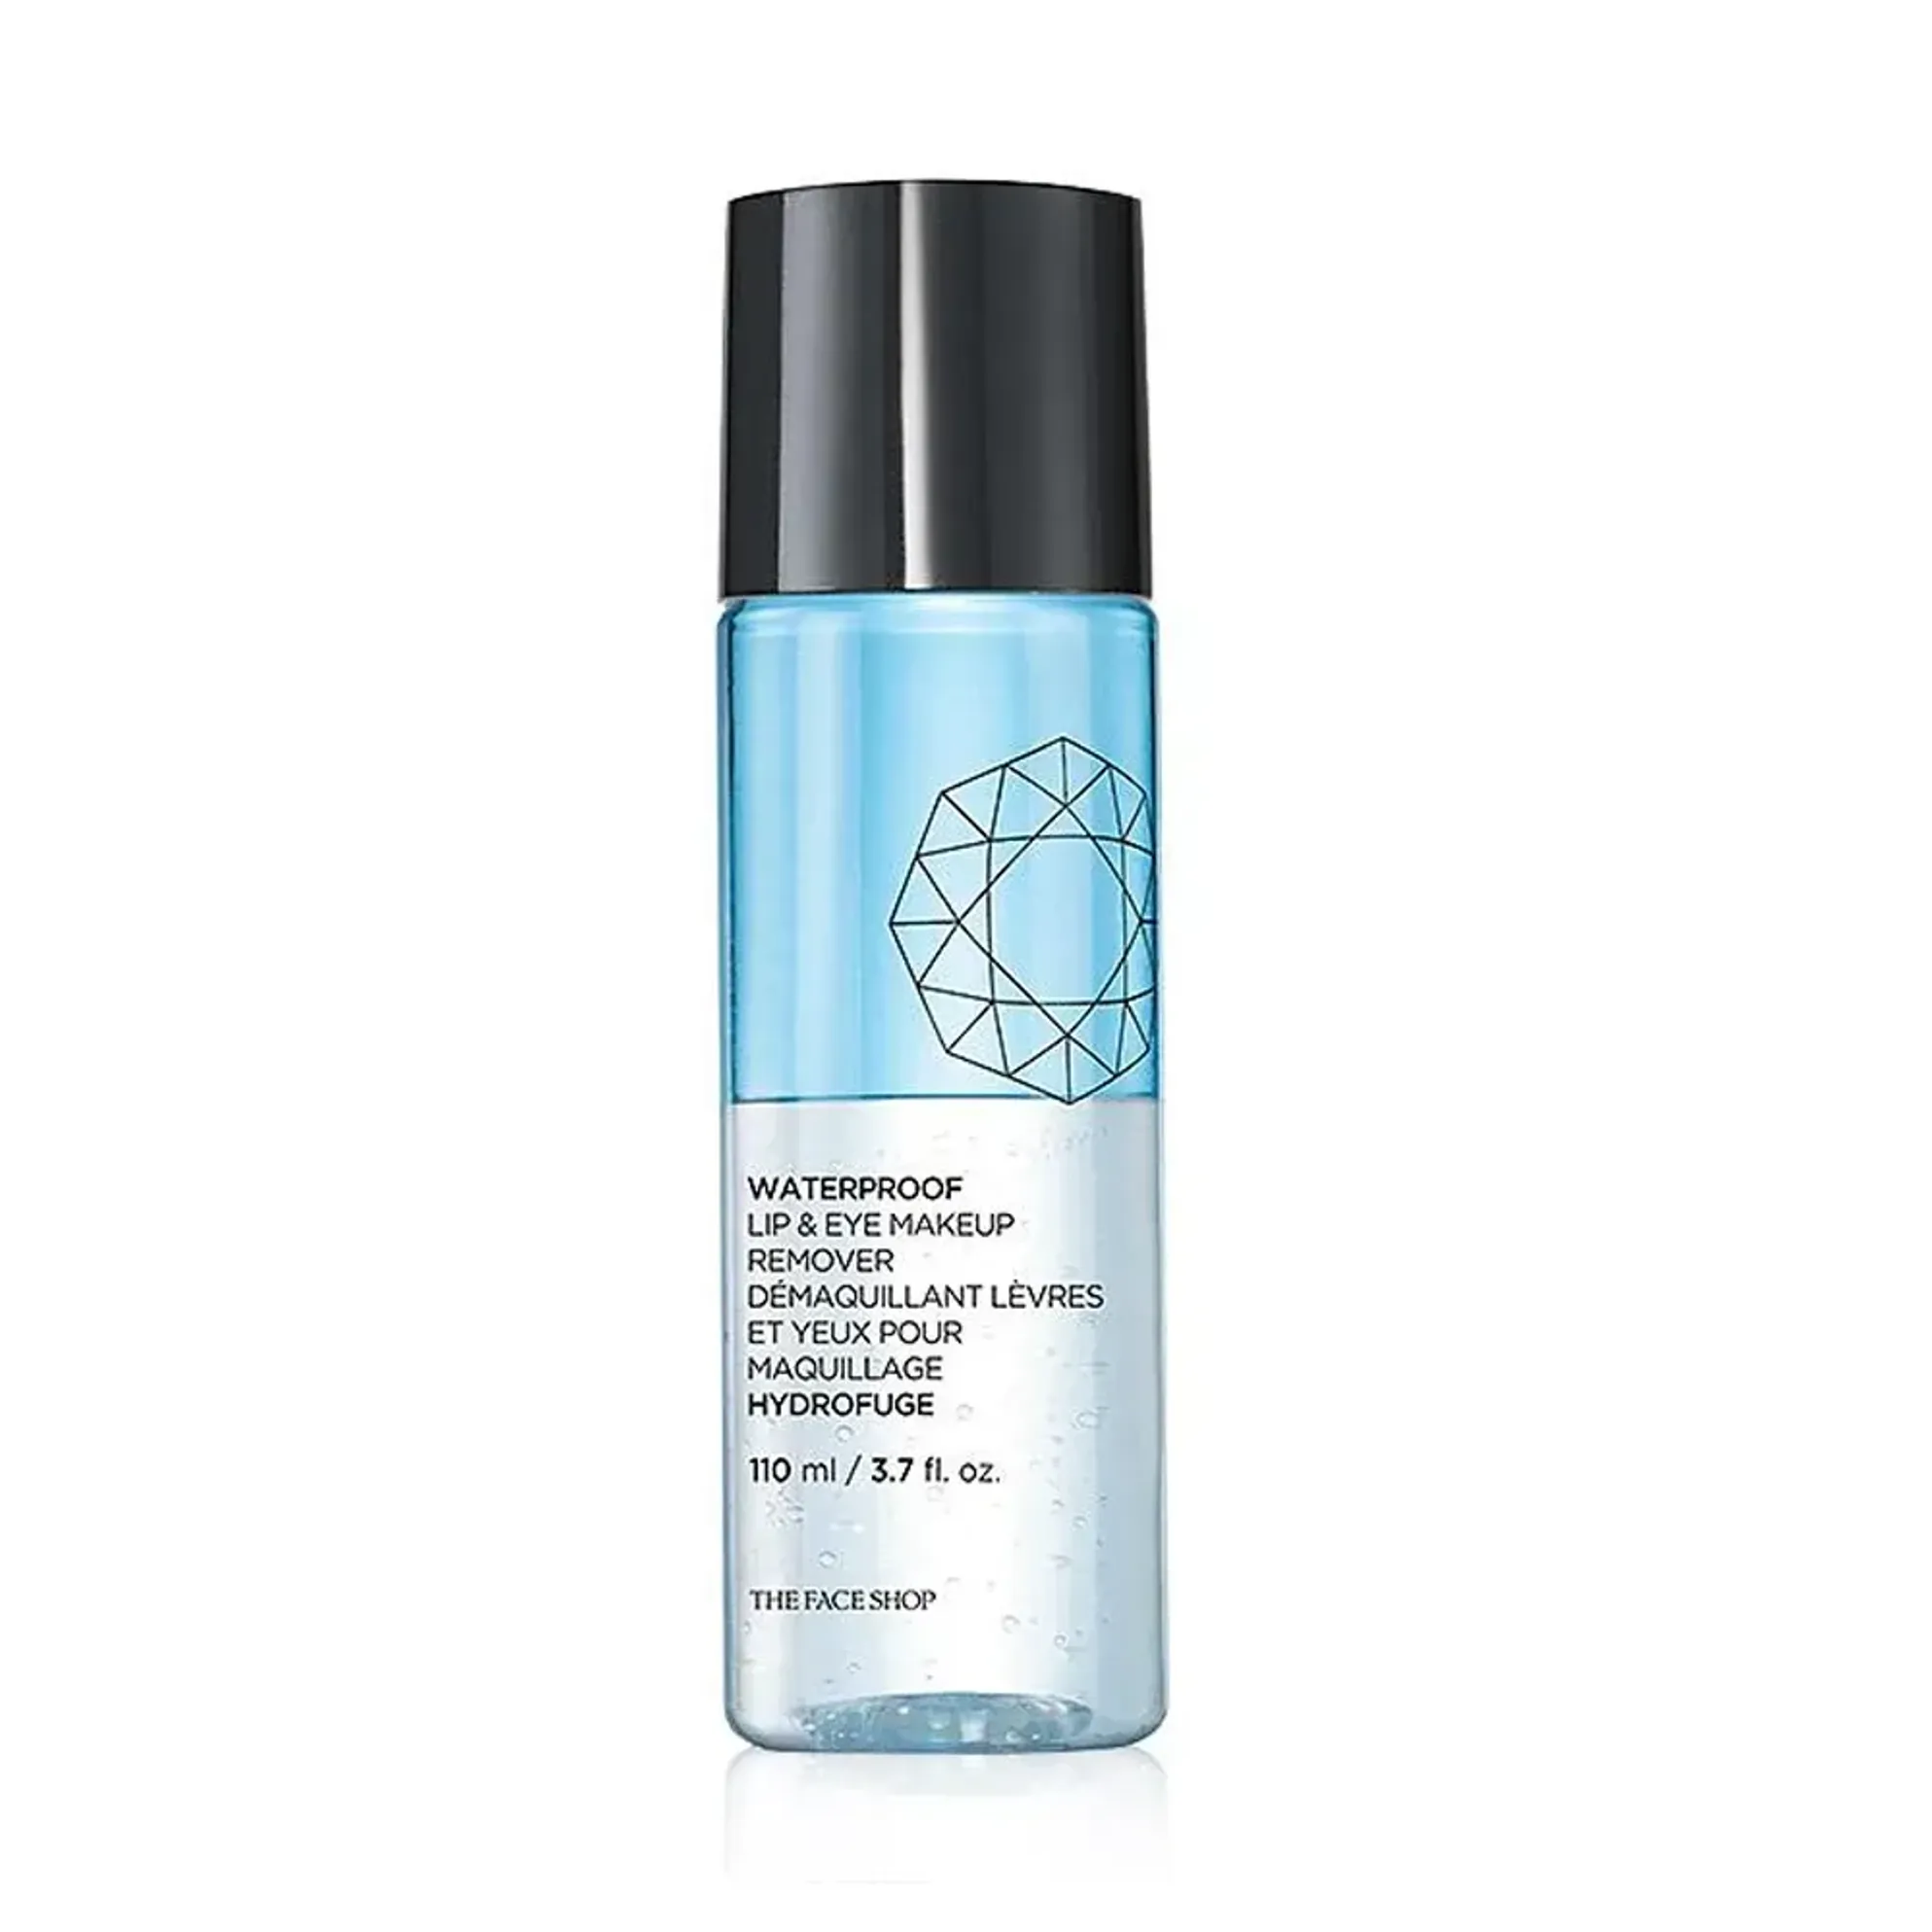 WATERPROOF
LIP & EYE MAKEUP
REMOVER
DÉMAQUILLANT LÈVRES
ET YEUX POUR
MAQUILLAGE
HYDROFUGE
110 ml / 3.7 fl. oz.
THE FACE SHOP